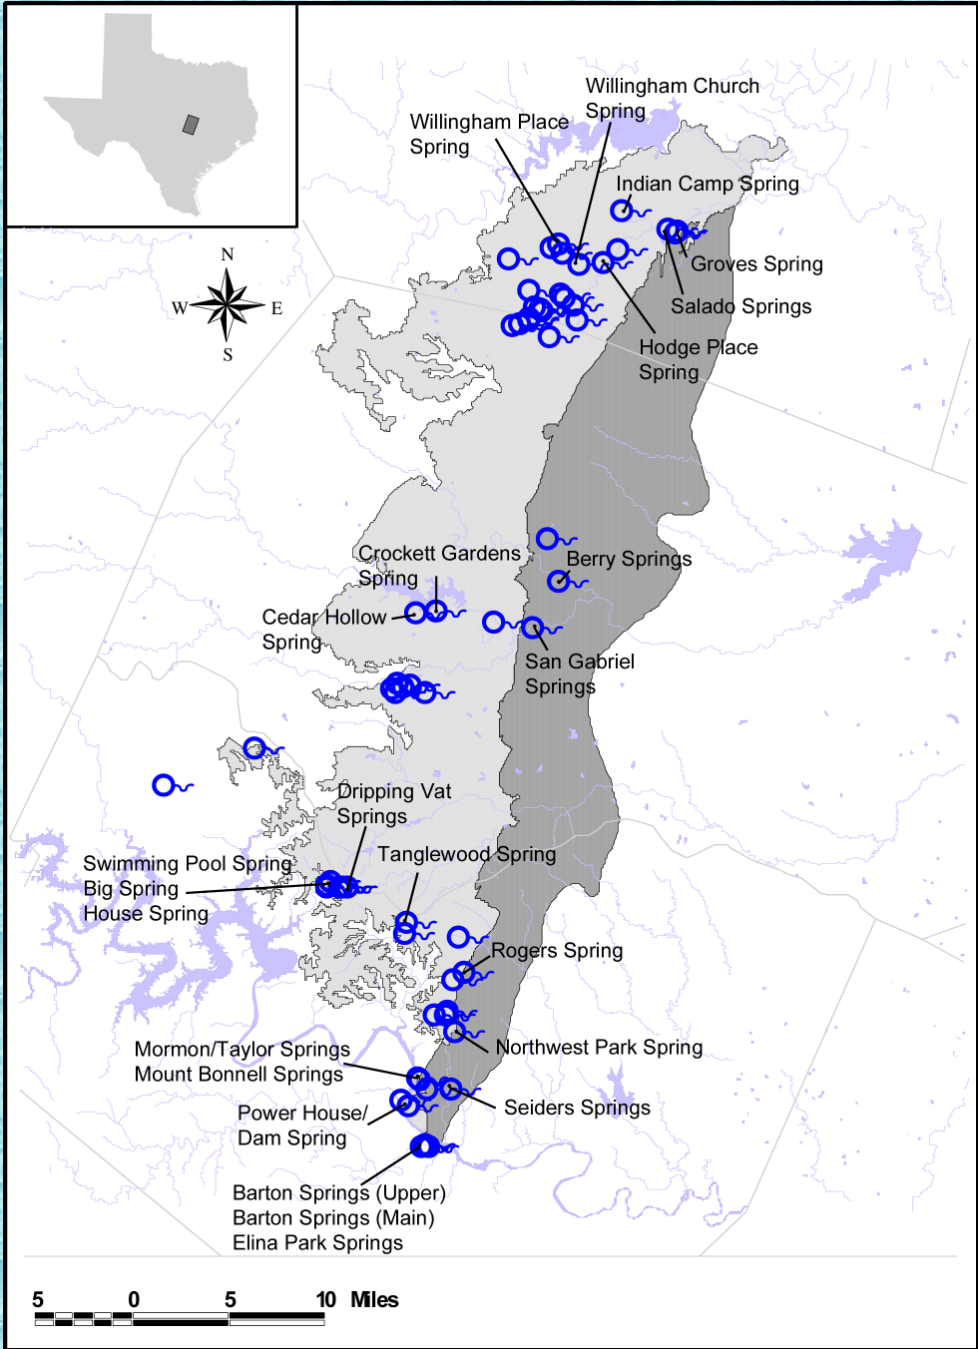 Willingham Church
Spring
Willingham Place
Spring
Indian Camp Spring
Groves Spring
Salado Springs
Hodge Place
Spring
N
W
E
S
Crockett Gardens
Spring
Berry Springs
Cedar Hollow
Spring
San Gabriel
Springs
Dripping Vat
Springs
Tanglewood Spring
Swimming Pool Spring
Big Spring
House Spring
Rogers Spring
Northwest Park Spring
Mormon/Taylor Springs
Mount Bonnell Springs
Seiders Springs
Power House/
Dam Spring
Barton Springs (Upper)
Barton Springs (Main)
Elina Park Springs
5 0 5 10 Miles